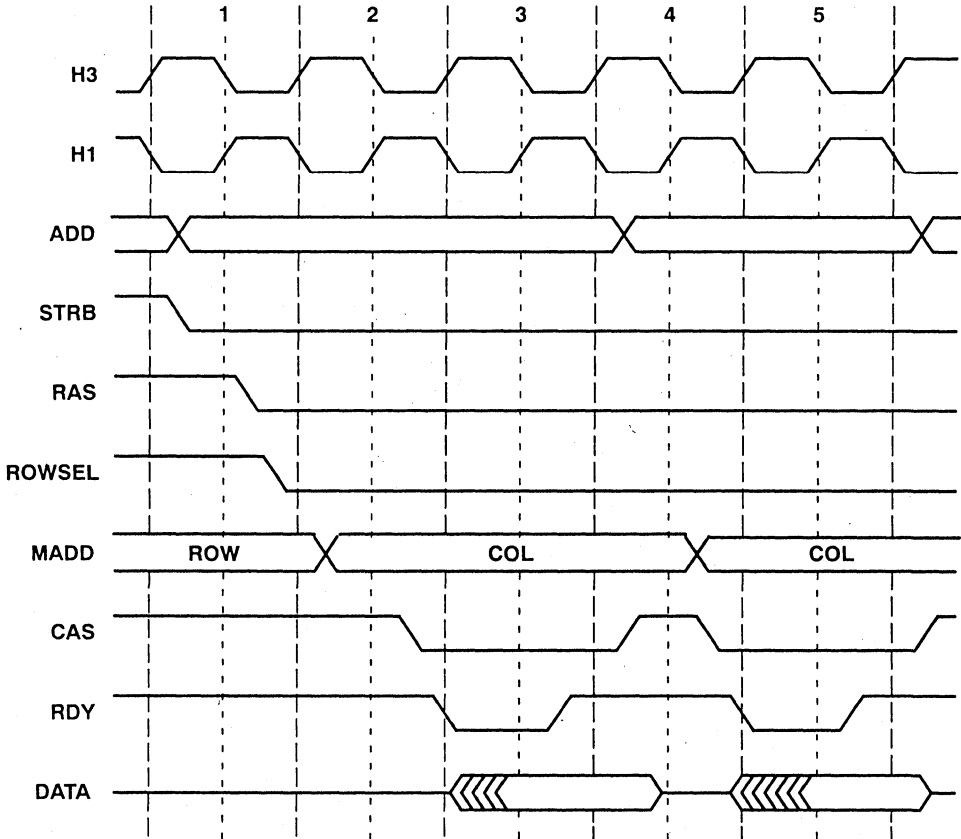 1 2 3 4 5
H3
H1
ADD
STRB
RAS
ROWSEL
MADD ROW COL COL
CAS
RDY
DATA